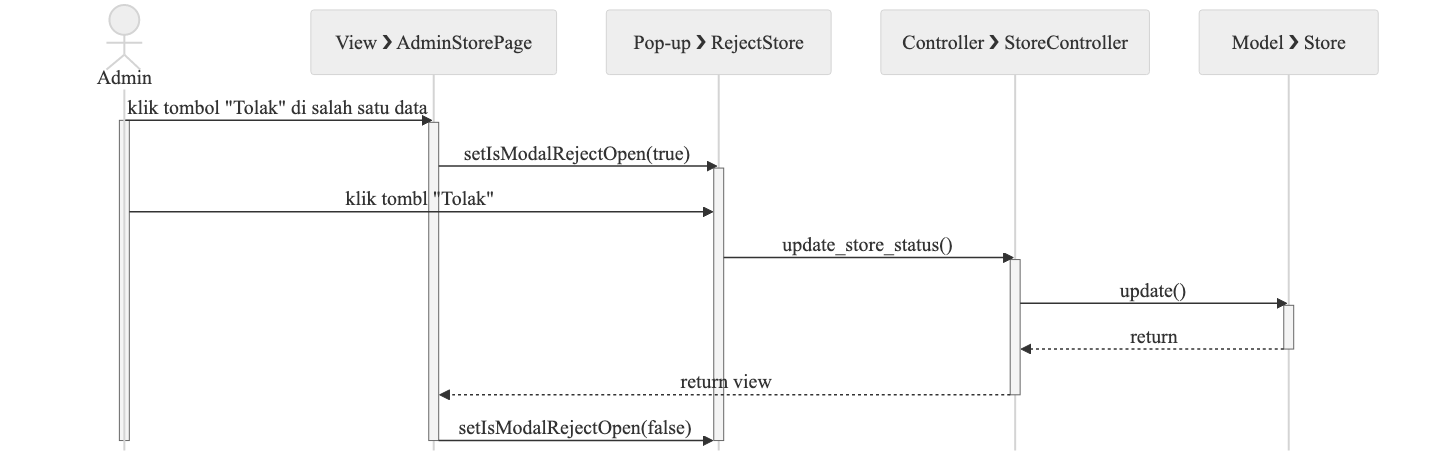 Admin
View ❯ AdminStorePage
Pop-up ❯ RejectStore
Controller ❯ StoreController
Model ❯ Store
klik tombol "Tolak" di salah satu data
setIsModalRejectOpen(true)
klik tombl "Tolak"
update_store_status()
update()
return
return view
setIsModalRejectOpen(false)